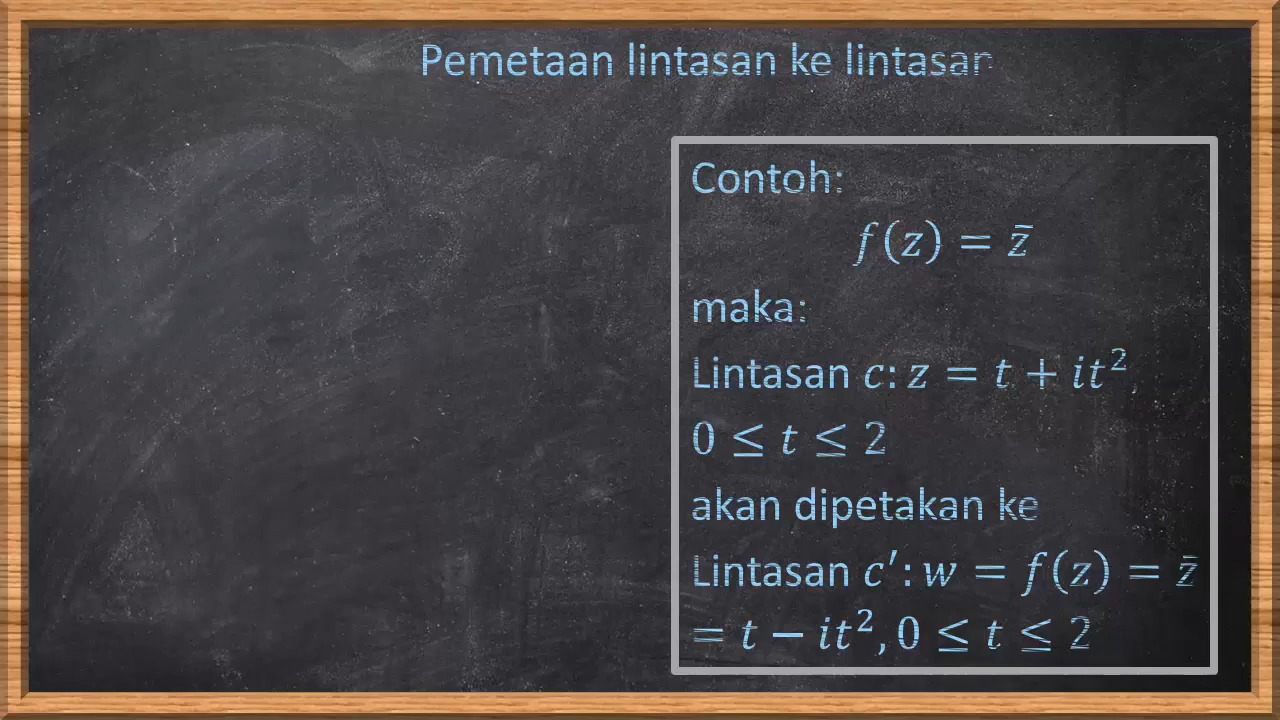 Pemetaan lintasan ke lintasan
Contoh:
f(z) = z̄
maka:
Lintasan c: z = t + it²
0 ≤ t ≤ 2
akan dipetakan ke
Lintasan c′: w = f(z) = z̄
= t − it², 0 ≤ t ≤ 2